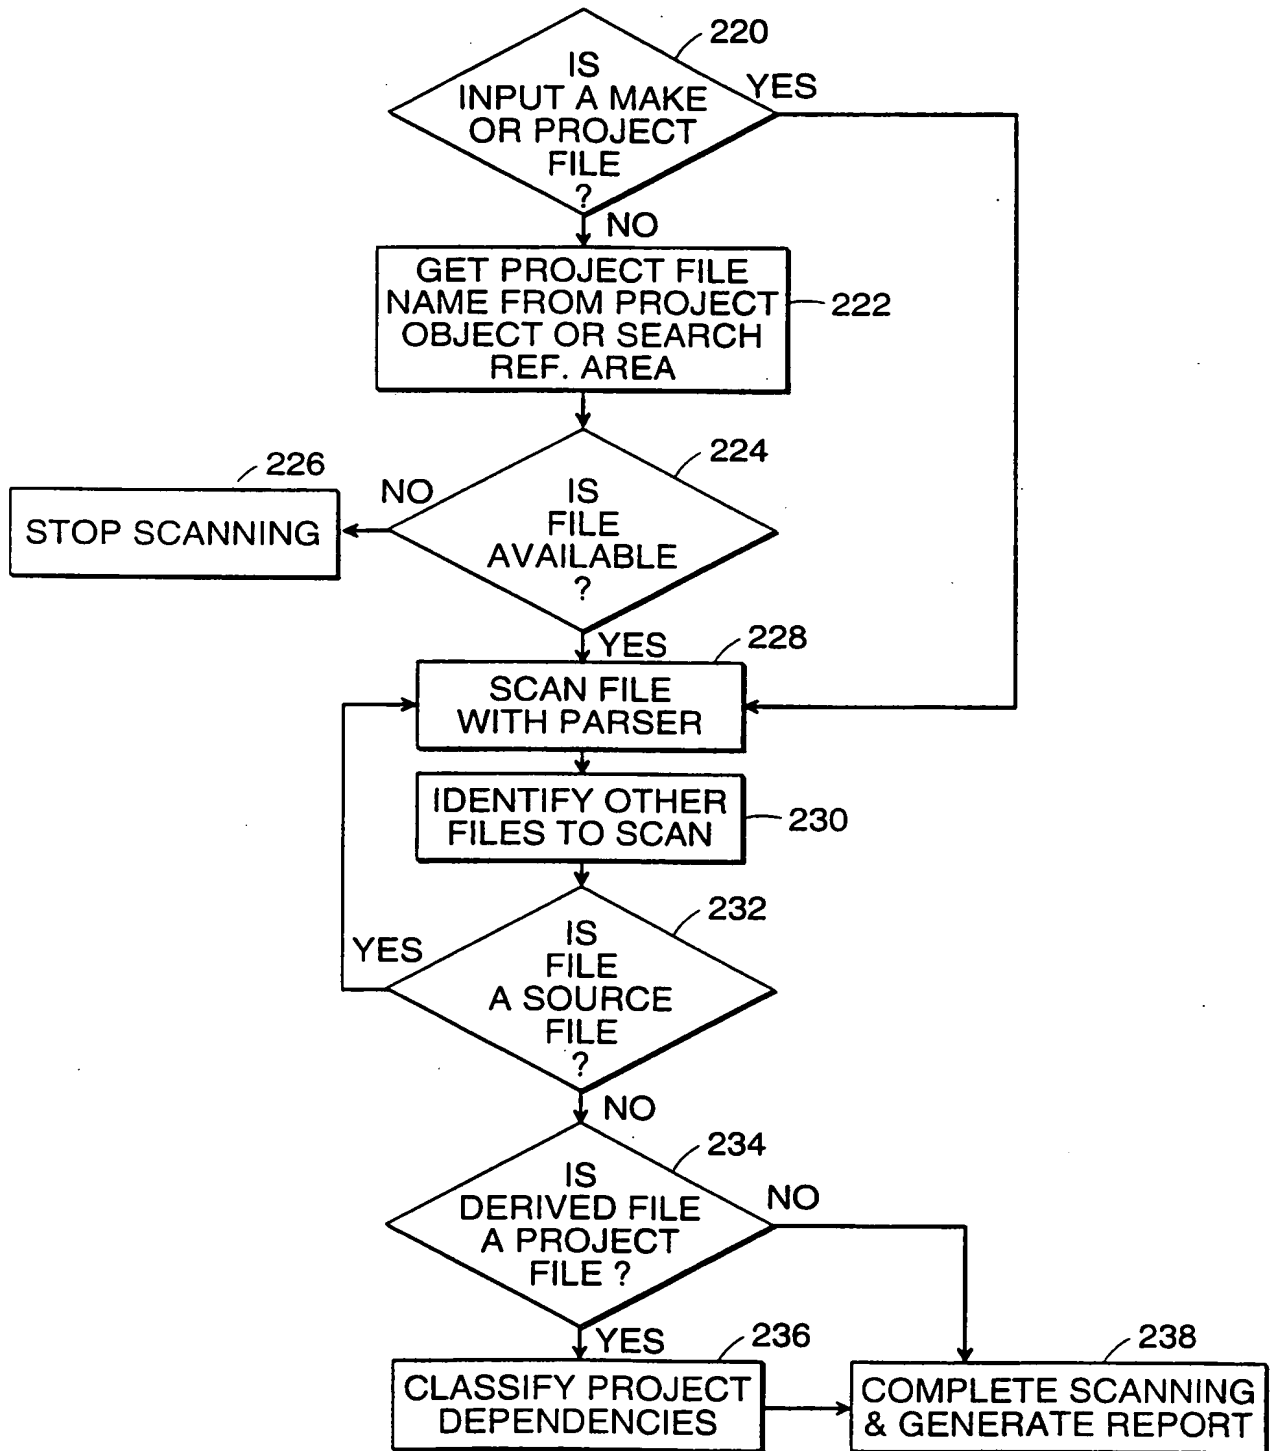 220
IS
INPUT A MAKE
OR PROJECT
FILE
?
YES
NO
GET PROJECT FILE
NAME FROM PROJECT
OBJECT OR SEARCH
REF. AREA
222
224
226
NO
IS
FILE
AVAILABLE
?
STOP SCANNING
YES
228
SCAN FILE
WITH PARSER
IDENTIFY OTHER
FILES TO SCAN
230
232
YES
IS
FILE
A SOURCE
FILE
?
NO
234
IS
DERIVED FILE
A PROJECT
FILE ?
NO
YES
236
238
CLASSIFY PROJECT
DEPENDENCIES
COMPLETE SCANNING
& GENERATE REPORT